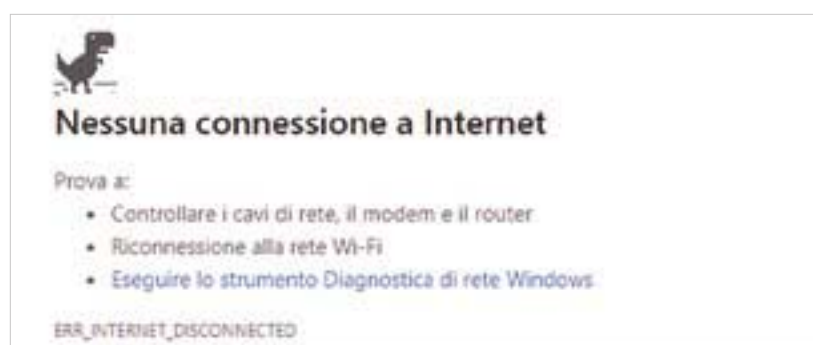 Nessuna connessione a Internet
Prova a:
• Controllare i cavi di rete, il modem e il router
• Riconnessione alla rete Wi-Fi
• Eseguire lo strumento Diagnostica di rete Windows
ERR_INTERNET_DISCONNECTED